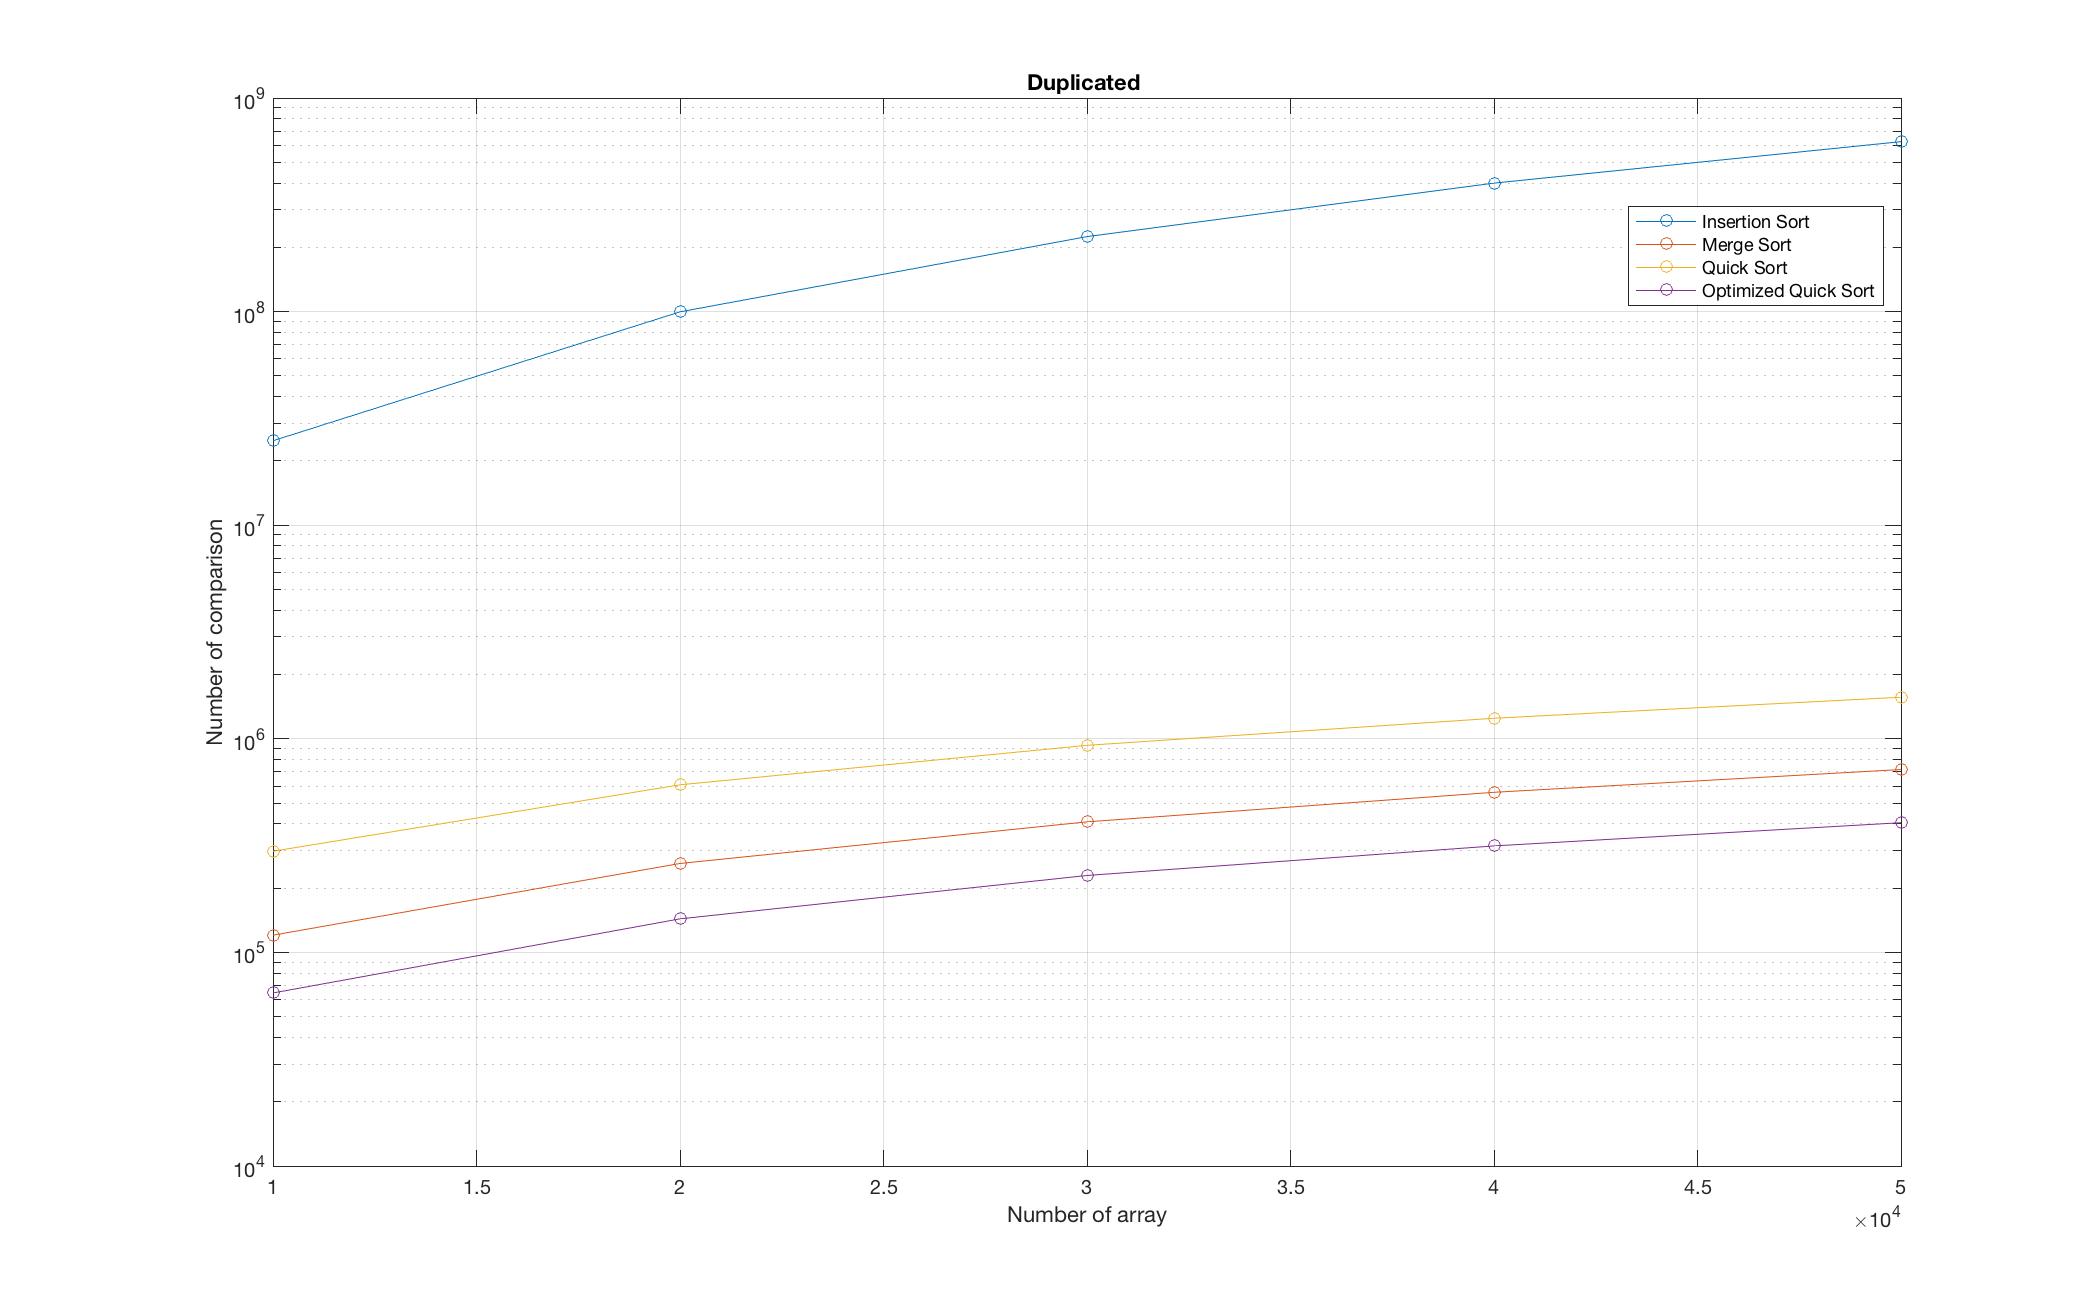 Duplicated
10^9
10^8
10^7
10^6
10^5
10^4
Number of comparison
Insertion Sort
Merge Sort
Quick Sort
Optimized Quick Sort
1 1.5 2 2.5 3 3.5 4 4.5 5
Number of array
×10^4